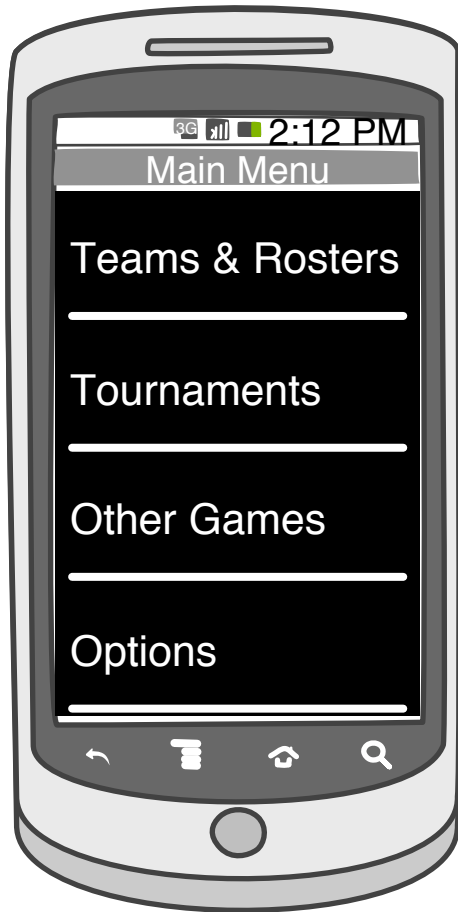 3G 2:12 PM
Main Menu
Teams & Rosters
Tournaments
Other Games
Options